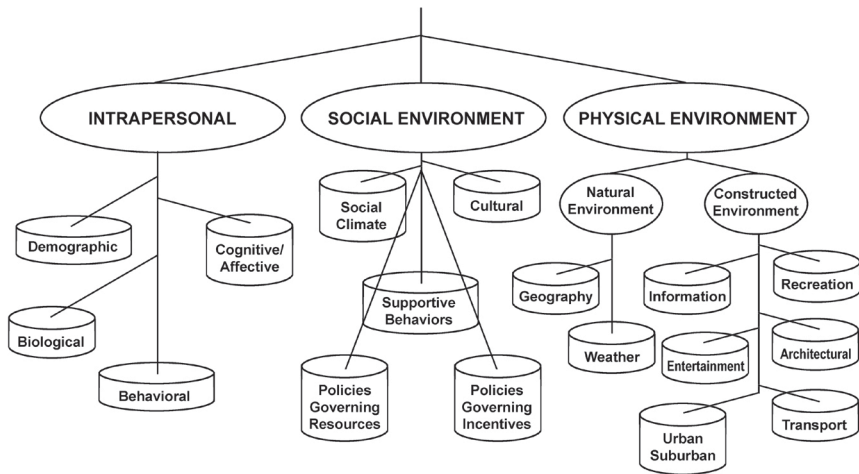 INTRAPERSONAL
SOCIAL ENVIRONMENT
PHYSICAL ENVIRONMENT
Demographic
Cognitive/
Affective
Biological
Behavioral
Social
Climate
Cultural
Supportive
Behaviors
Policies
Governing
Resources
Policies
Governing
Incentives
Natural
Environment
Constructed
Environment
Geography
Weather
Information
Recreation
Entertainment
Architectural
Urban
Suburban
Transport